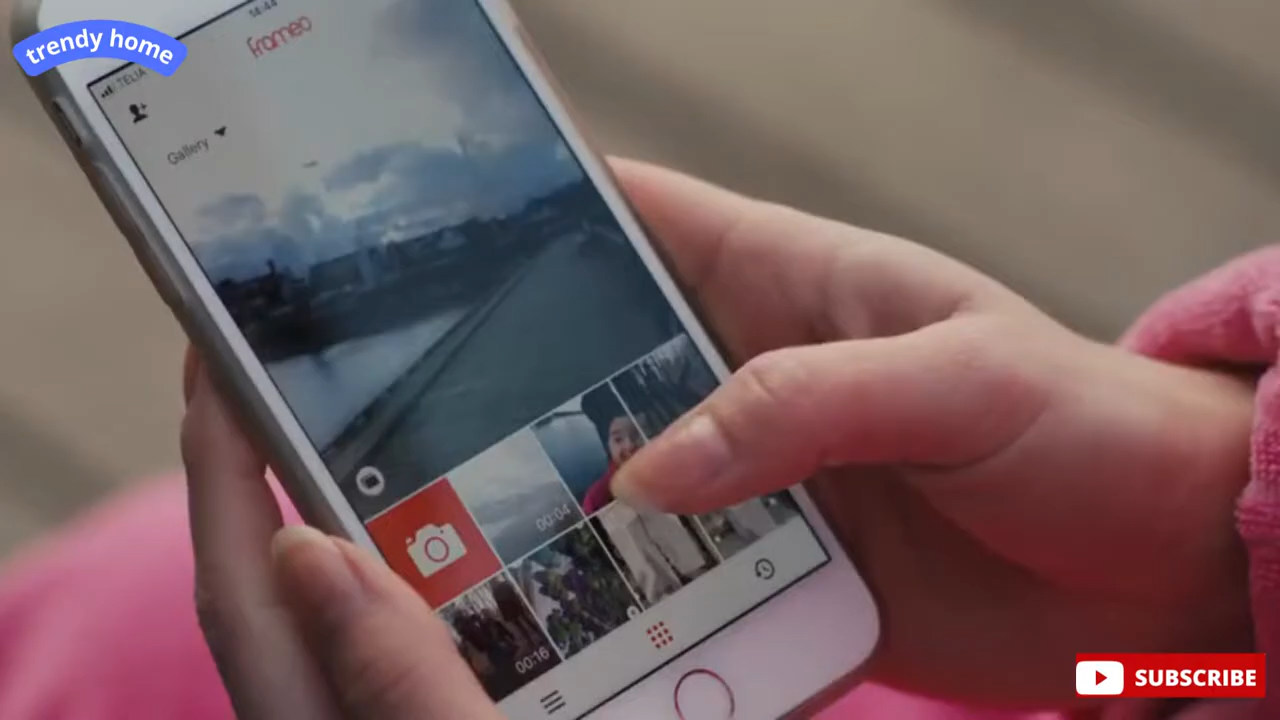 trendy home
14:44
frameo
TELIA
Gallery
00:04
00:16
SUBSCRIBE